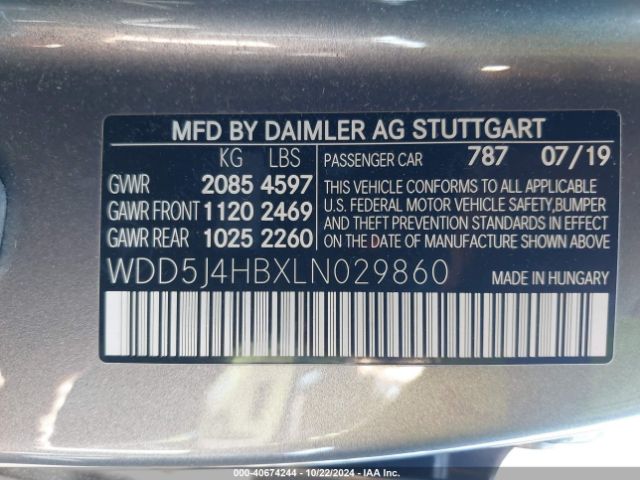 MFD BY DAIMLER AG STUTTGART
KG LBS PASSENGER CAR 787 07/19
GVWR 2085 4597
GAWR FRONT 1120 2469
GAWR REAR 1025 2260
THIS VEHICLE CONFORMS TO ALL APPLICABLE
U.S. FEDERAL MOTOR VEHICLE SAFETY,BUMPER
AND THEFT PREVENTION STANDARDS IN EFFECT
ON THE DATE OF MANUFACTURE SHOWN ABOVE
WDD5J4HBXLN029860 MADE IN HUNGARY
000-40674244 - 10/22/2024 - IAA Inc.